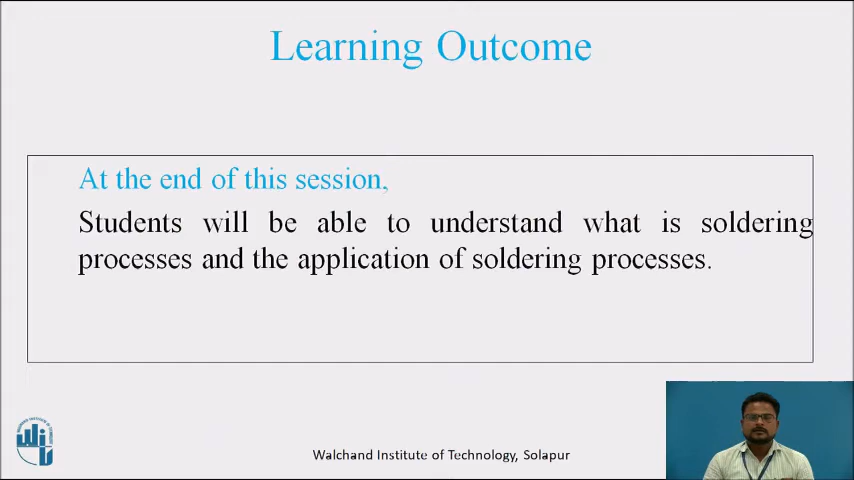 Learning Outcome
At the end of this session,
Students will be able to understand what is soldering
processes and the application of soldering processes.
Walchand Institute of Technology, Solapur